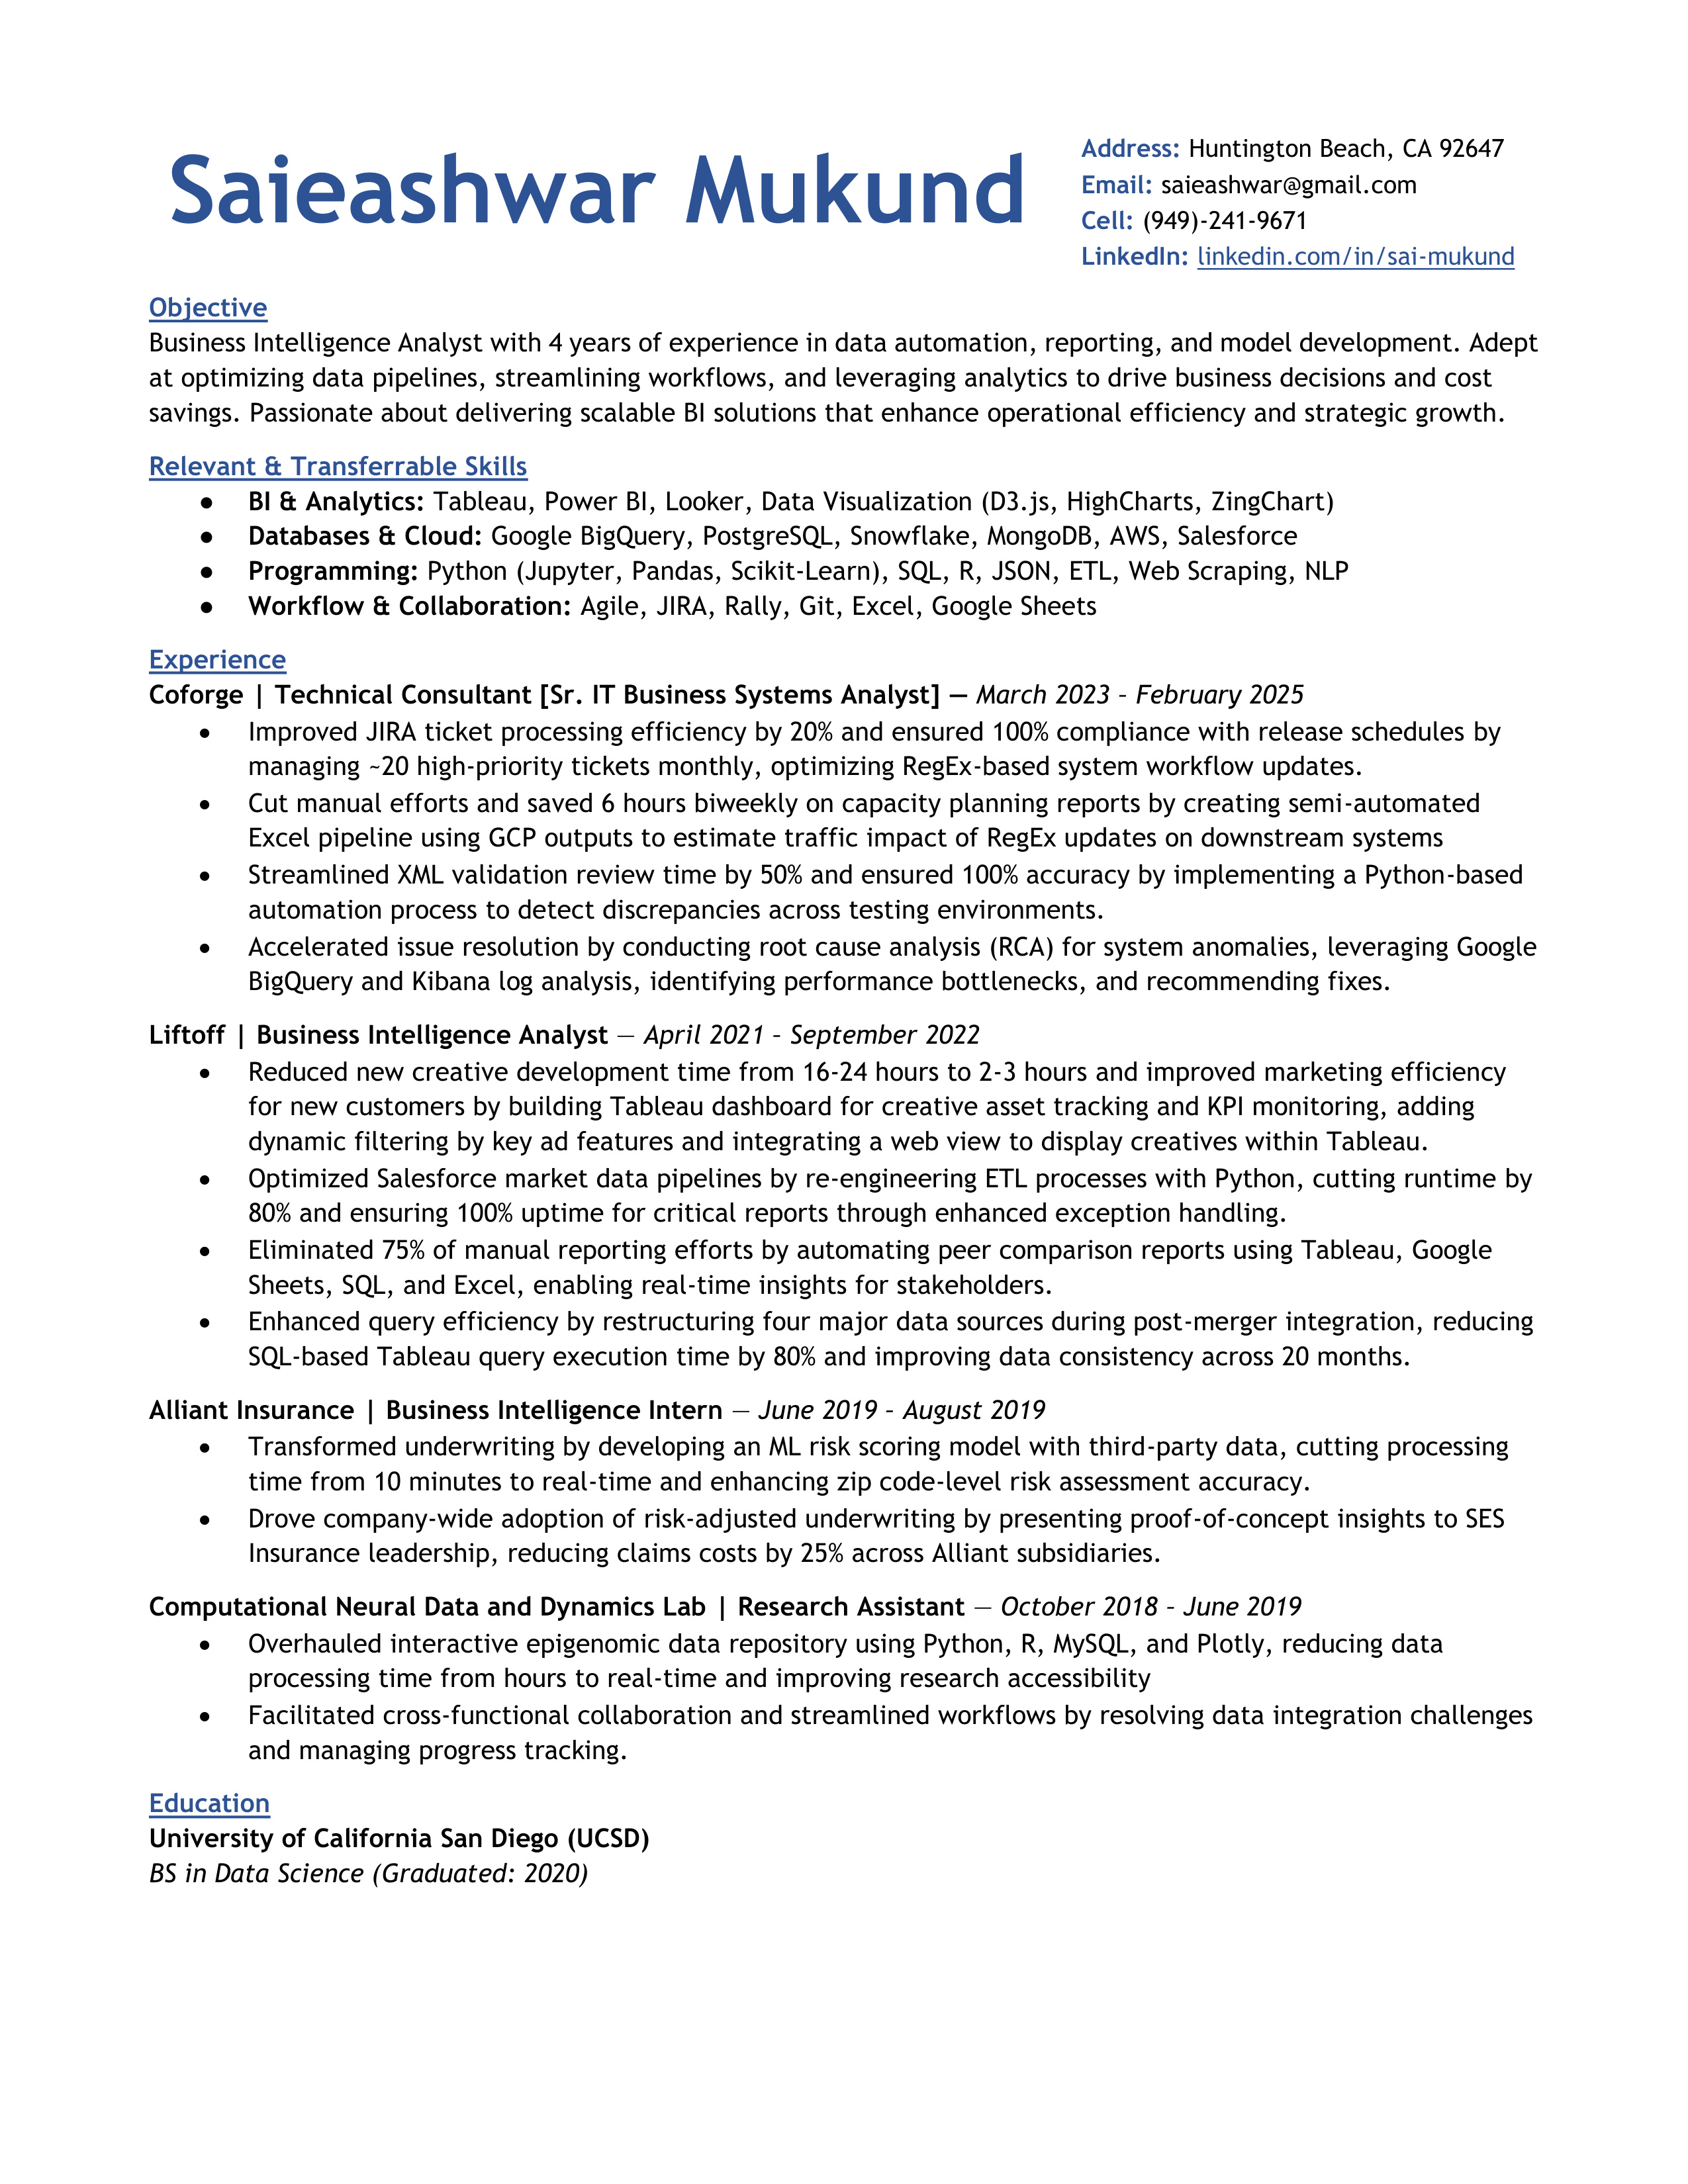 Saieashwar Mukund
Address: Huntington Beach, CA 92647
Email: saieashwar@gmail.com
Cell: (949)-241-9671
LinkedIn: linkedin.com/in/sai-mukund
Objective
Business Intelligence Analyst with 4 years of experience in data automation, reporting, and model development. Adept
at optimizing data pipelines, streamlining workflows, and leveraging analytics to drive business decisions and cost
savings. Passionate about delivering scalable BI solutions that enhance operational efficiency and strategic growth.
Relevant & Transferrable Skills
● BI & Analytics: Tableau, Power BI, Looker, Data Visualization (D3.js, HighCharts, ZingChart)
● Databases & Cloud: Google BigQuery, PostgreSQL, Snowflake, MongoDB, AWS, Salesforce
● Programming: Python (Jupyter, Pandas, Scikit-Learn), SQL, R, JSON, ETL, Web Scraping, NLP
● Workflow & Collaboration: Agile, JIRA, Rally, Git, Excel, Google Sheets
Experience
Coforge | Technical Consultant [Sr. IT Business Systems Analyst] — March 2023 – February 2025
● Improved JIRA ticket processing efficiency by 20% and ensured 100% compliance with release schedules by
managing ~20 high-priority tickets monthly, optimizing RegEx-based system workflow updates.
● Cut manual efforts and saved 6 hours biweekly on capacity planning reports by creating semi-automated
Excel pipeline using GCP outputs to estimate traffic impact of RegEx updates on downstream systems
● Streamlined XML validation review time by 50% and ensured 100% accuracy by implementing a Python-based
automation process to detect discrepancies across testing environments.
● Accelerated issue resolution by conducting root cause analysis (RCA) for system anomalies, leveraging Google
BigQuery and Kibana log analysis, identifying performance bottlenecks, and recommending fixes.
Liftoff | Business Intelligence Analyst — April 2021 – September 2022
● Reduced new creative development time from 16-24 hours to 2-3 hours and improved marketing efficiency
for new customers by building Tableau dashboard for creative asset tracking and KPI monitoring, adding
dynamic filtering by key ad features and integrating a web view to display creatives within Tableau.
● Optimized Salesforce market data pipelines by re-engineering ETL processes with Python, cutting runtime by
80% and ensuring 100% uptime for critical reports through enhanced exception handling.
● Eliminated 75% of manual reporting efforts by automating peer comparison reports using Tableau, Google
Sheets, SQL, and Excel, enabling real-time insights for stakeholders.
● Enhanced query efficiency by restructuring four major data sources during post-merger integration, reducing
SQL-based Tableau query execution time by 80% and improving data consistency across 20 months.
Alliant Insurance | Business Intelligence Intern — June 2019 – August 2019
● Transformed underwriting by developing an ML risk scoring model with third-party data, cutting processing
time from 10 minutes to real-time and enhancing zip code-level risk assessment accuracy.
● Drove company-wide adoption of risk-adjusted underwriting by presenting proof-of-concept insights to SES
Insurance leadership, reducing claims costs by 25% across Alliant subsidiaries.
Computational Neural Data and Dynamics Lab | Research Assistant — October 2018 – June 2019
● Overhauled interactive epigenomic data repository using Python, R, MySQL, and Plotly, reducing data
processing time from hours to real-time and improving research accessibility
● Facilitated cross-functional collaboration and streamlined workflows by resolving data integration challenges
and managing progress tracking.
Education
University of California San Diego (UCSD)
BS in Data Science (Graduated: 2020)